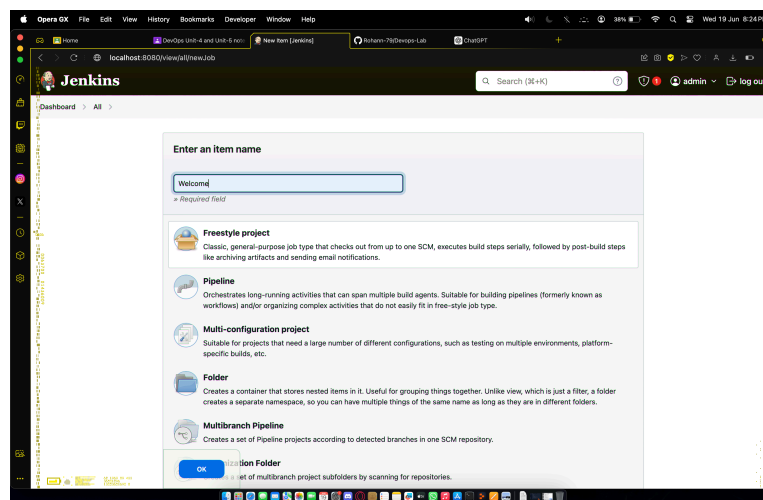 Opera GX File Edit View History Bookmarks Developer Window Help 38% Wed 19 Jun 8:24
Home DevOps Unit-4 and Unit-5 note New Item [Jenkins] Rohann-79/Devops-Lab ChatGPT +
localhost:8080/view/all/newJob
Jenkins Search (⌘+K) ? 1 admin log ou
Dashboard > All >
Enter an item name
Welcome
» Required field
Freestyle project
Classic, general-purpose job type that checks out from up to one SCM, executes build steps serially, followed by post-build steps
like archiving artifacts and sending email notifications.
Pipeline
Orchestrates long-running activities that can span multiple build agents. Suitable for building pipelines (formerly known as
workflows) and/or organizing complex activities that do not easily fit in free-style job type.
Multi-configuration project
Suitable for projects that need a large number of different configurations, such as testing on multiple environments, platform-
specific builds, etc.
Folder
Creates a container that stores nested items in it. Useful for grouping things together. Unlike view, which is just a filter, a folder
creates a separate namespace, so you can have multiple things of the same name as long as they are in different folders.
Multibranch Pipeline
Creates a set of Pipeline projects according to detected branches in one SCM repository.
nization Folder
OK
set of multibranch project subfolders by scanning for repositories.